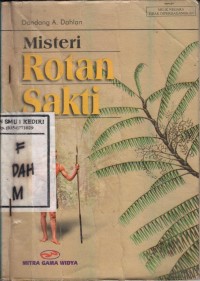 Dandang A. Dahlan
Misteri
Rotan
Sakti
F
DAH
M
MITRA GAMA WIDYA